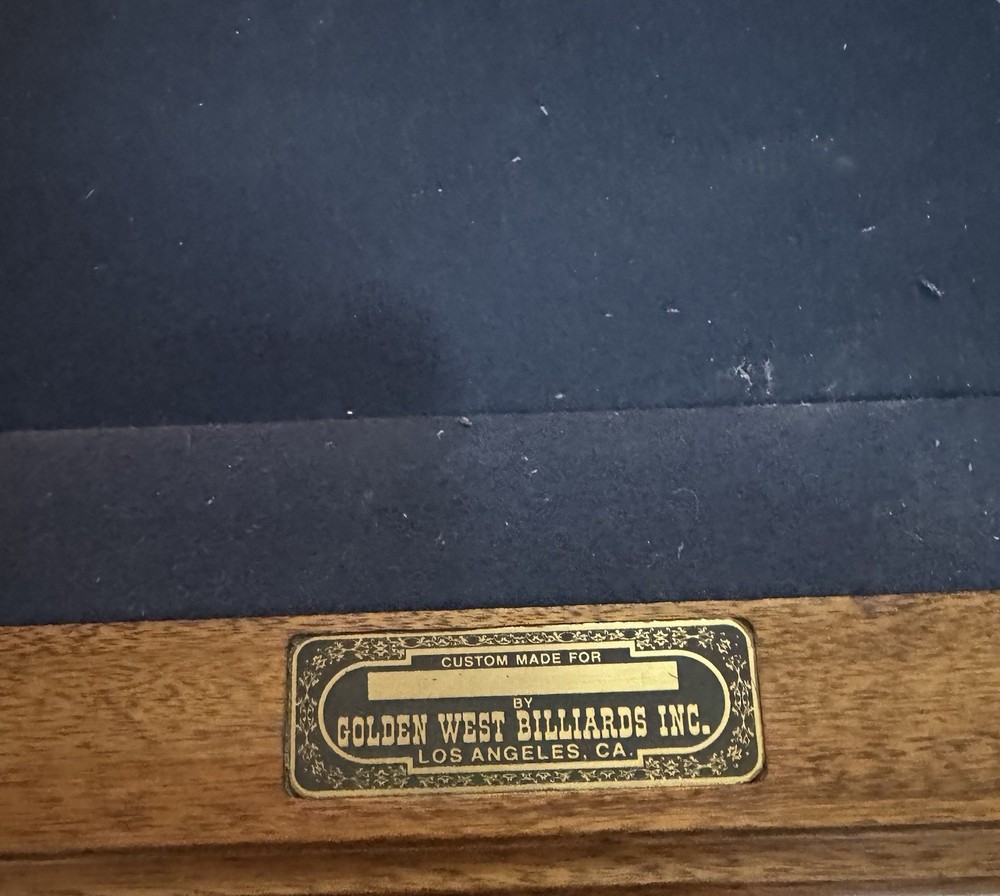 CUSTOM MADE FOR
BY
GOLDEN WEST BILLIARDS INC.
LOS ANGELES, CA.